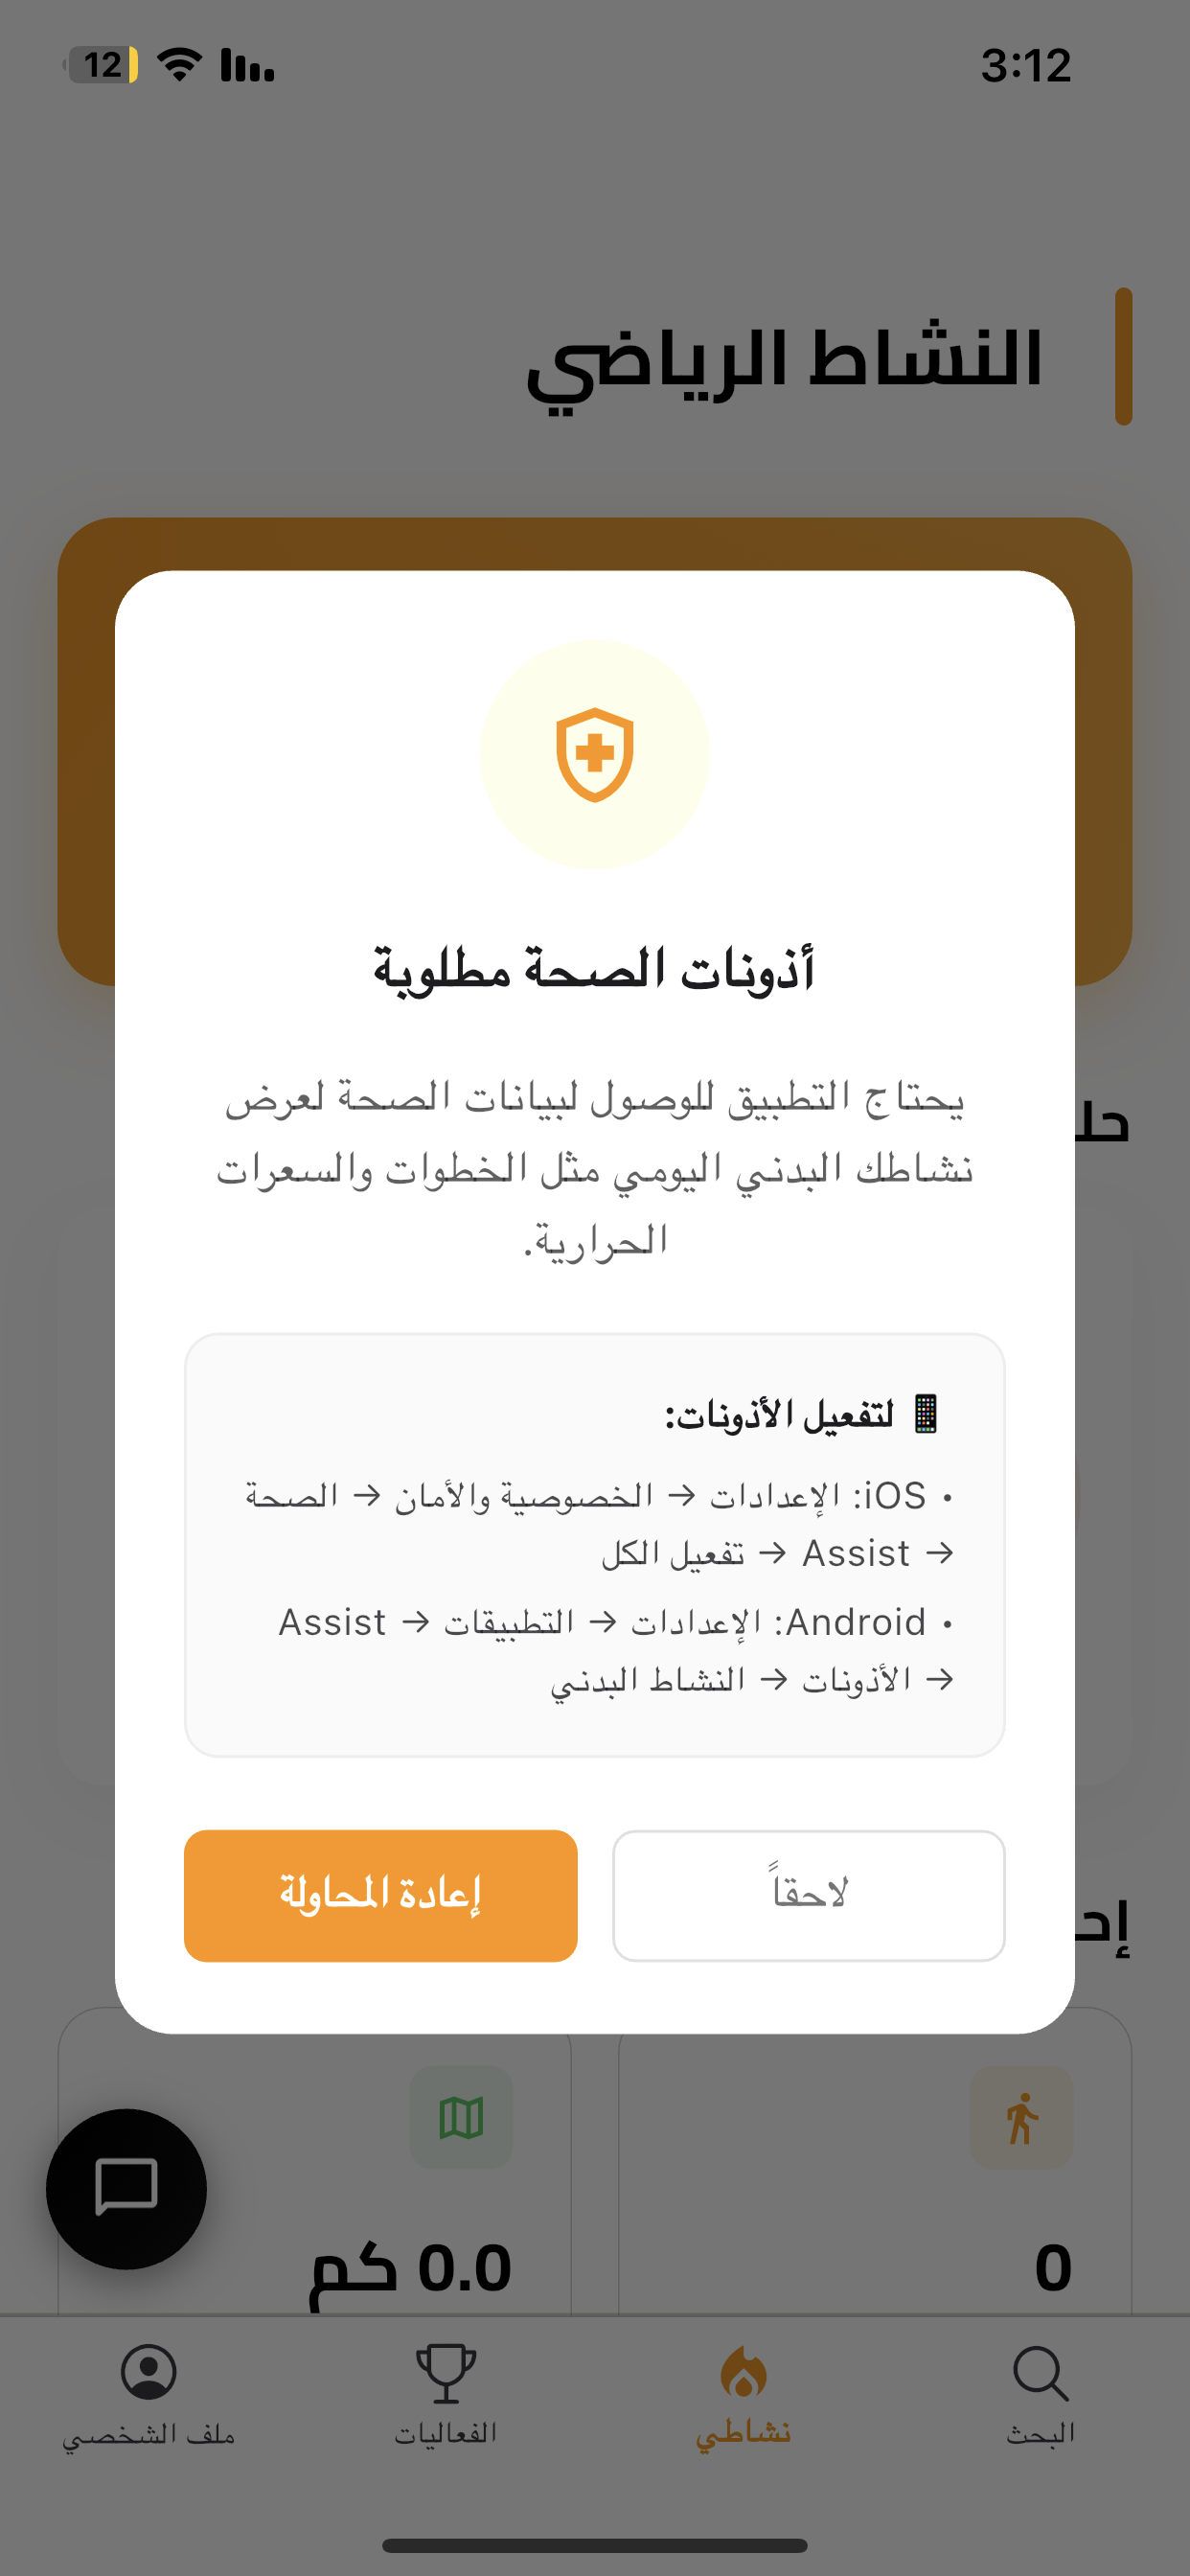 3:12
12
النشاط الرياضي
أذونات الصحة مطلوبة
يحتاج التطبيق للوصول لبيانات الصحة لعرض
نشاطك البدني اليومي مثل الخطوات والسعرات
الحرارية.
📱 لتفعيل الأذونات:
• iOS: الإعدادات → الخصوصية والأمان → الصحة
→ Assist → تفعيل الكل
• Android: الإعدادات → التطبيقات → Assist
→ الأذونات → النشاط البدني
لاحقاً
إعادة المحاولة
0
0.0 كم
البحث
نشاطي
الفعاليات
ملف الشخصي